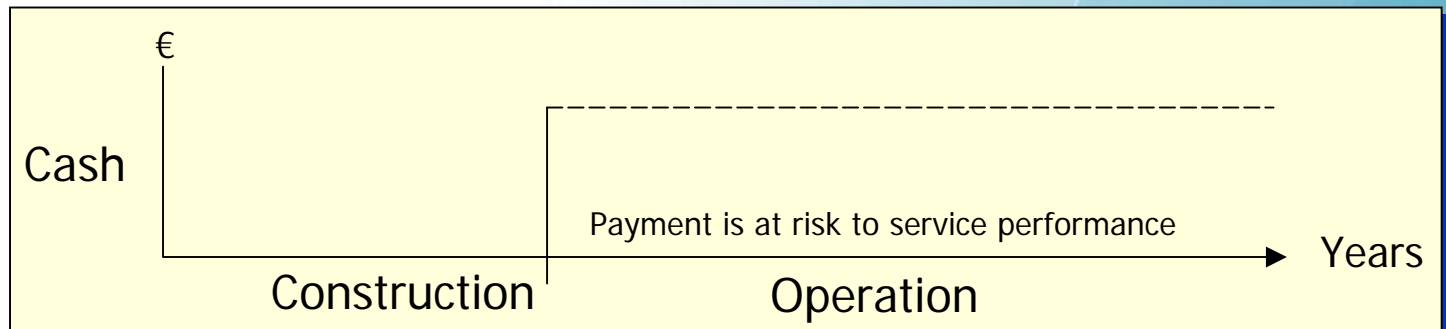 €
Cash
Payment is at risk to service performance
Years
Construction
Operation